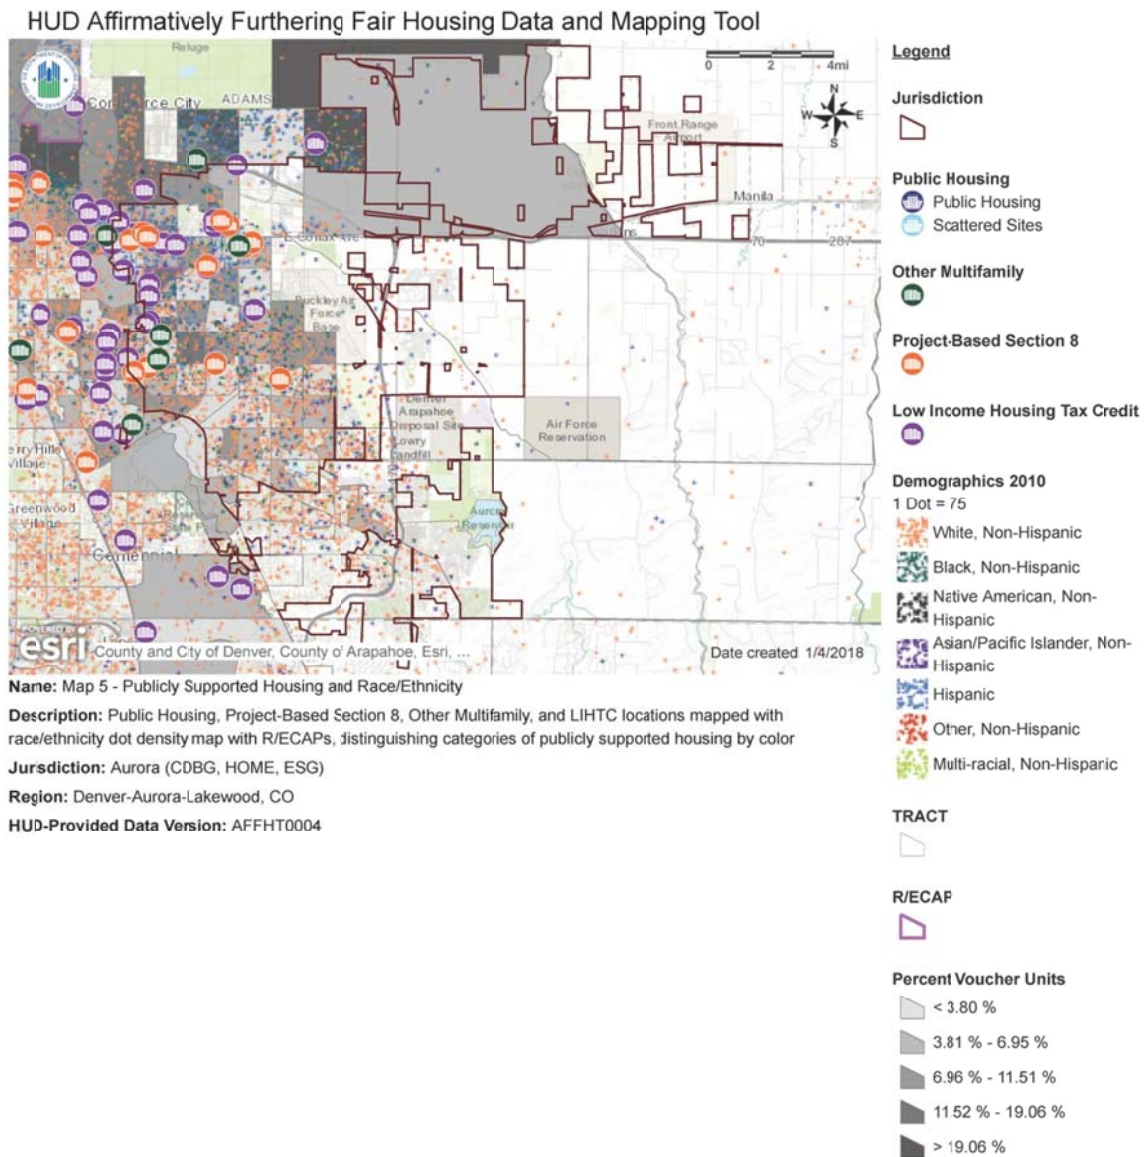 HUD Affirmatively Furthering Fair Housing Data and Mapping Tool
Refuge
Commerce City
ADAMS
0 2 4mi
N
W E
S
Front Range
Airport
Manila
E Colfax Ave
70
287
Buckley Air
Force
Base
Denver
Arapahoe
Disposal Site
Lowry
Landfill
Air Force
Reservation
Village
Greenwood
Village
Aurora
Reservoir
Centennial
esri
County and City of Denver, County of Arapahoe, Esri, ...
Date created 1/4/2018
Name: Map 5 - Publicly Supported Housing and Race/Ethnicity
Description: Public Housing, Project-Based Section 8, Other Multifamily, and LIHTC locations mapped with
race/ethnicity dot density map with R/ECAPs, distinguishing categories of publicly supported housing by color
Jurisdiction: Aurora (CDBG, HOME, ESG)
Region: Denver-Aurora-Lakewood, CO
HUD-Provided Data Version: AFFHT0004
Legend
Jurisdiction
Public Housing
Public Housing
Scattered Sites
Other Multifamily
Project-Based Section 8
Low Income Housing Tax Credit
Demographics 2010
1 Dot = 75
White, Non-Hispanic
Black, Non-Hispanic
Native American, Non-
Hispanic
Asian/Pacific Islander, Non-
Hispanic
Hispanic
Other, Non-Hispanic
Multi-racial, Non-Hispanic
TRACT
R/ECAP
Percent Voucher Units
< 3.80 %
3.81 % - 6.95 %
6.96 % - 11.51 %
11.52 % - 19.06 %
> 19.06 %